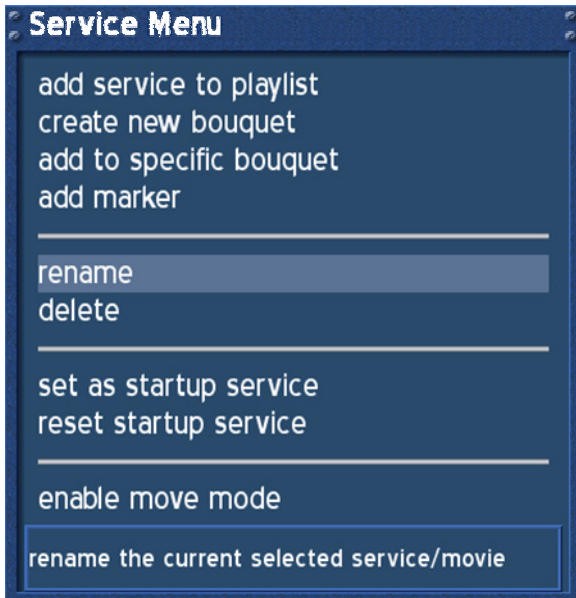 Service Menu
add service to playlist
create new bouquet
add to specific bouquet
add marker
rename
delete
set as startup service
reset startup service
enable move mode
rename the current selected service/movie